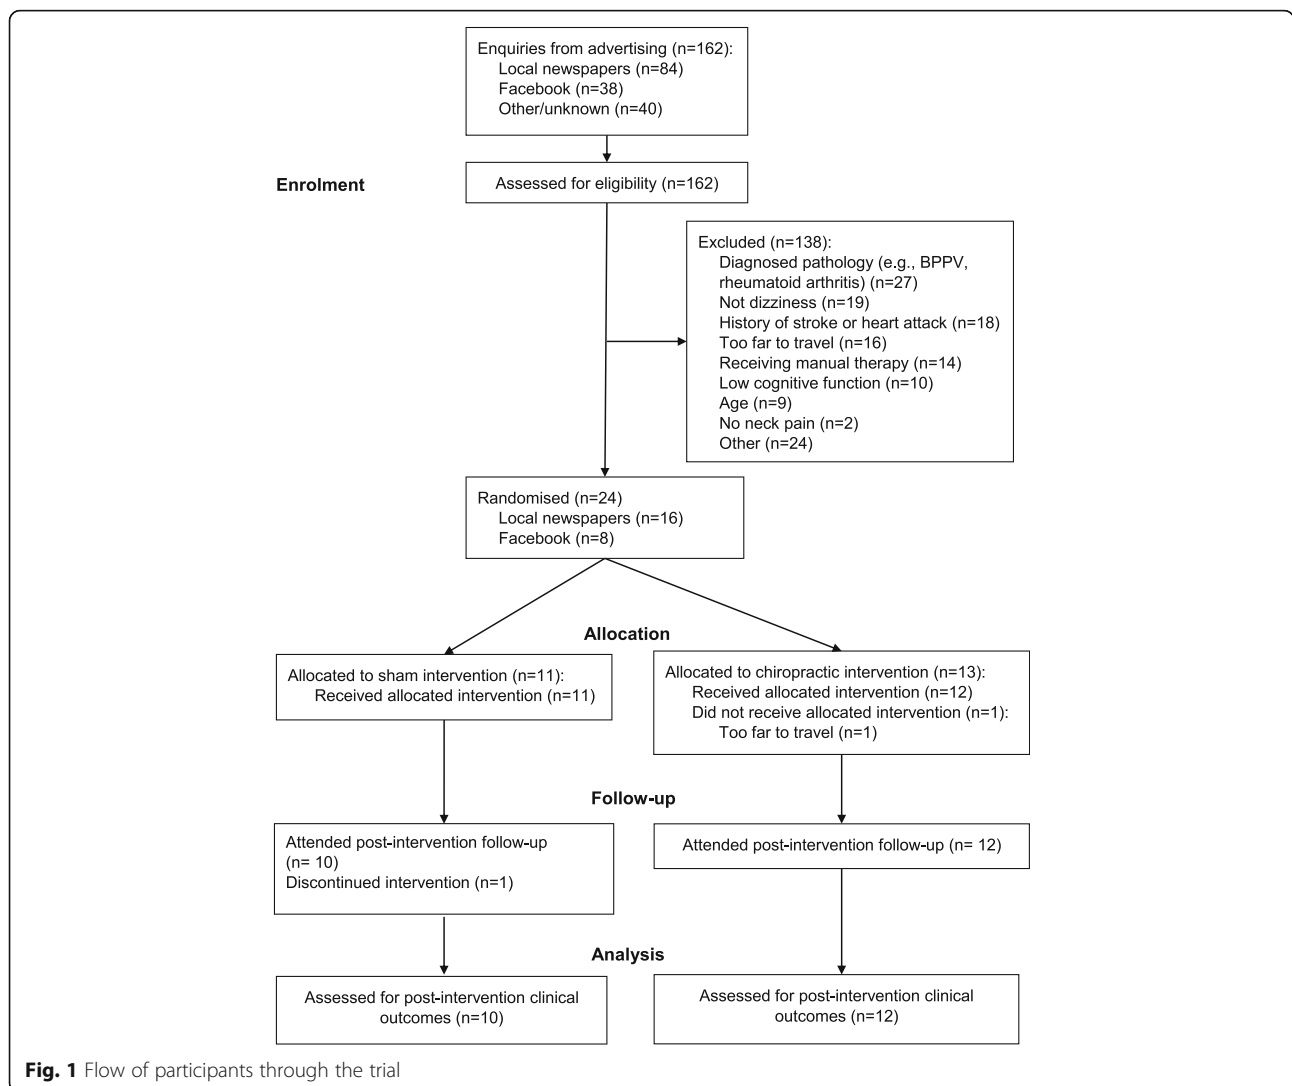 Enquiries from advertising (n=162):
Local newspapers (n=84)
Facebook (n=38)
Other/unknown (n=40)
Enrolment
Assessed for eligibility (n=162)
Excluded (n=138):
Diagnosed pathology (e.g., BPPV,
rheumatoid arthritis) (n=27)
Not dizziness (n=19)
History of stroke or heart attack (n=18)
Too far to travel (n=16)
Receiving manual therapy (n=14)
Low cognitive function (n=10)
Age (n=9)
No neck pain (n=2)
Other (n=24)
Randomised (n=24)
Local newspapers (n=16)
Facebook (n=8)
Allocation
Allocated to sham intervention (n=11):
Received allocated intervention (n=11)
Allocated to chiropractic intervention (n=13):
Received allocated intervention (n=12)
Did not receive allocated intervention (n=1):
Too far to travel (n=1)
Follow-up
Attended post-intervention follow-up
(n= 10)
Discontinued intervention (n=1)
Attended post-intervention follow-up (n= 12)
Analysis
Assessed for post-intervention clinical
outcomes (n=10)
Assessed for post-intervention clinical
outcomes (n=12)
Fig. 1 Flow of participants through the trial